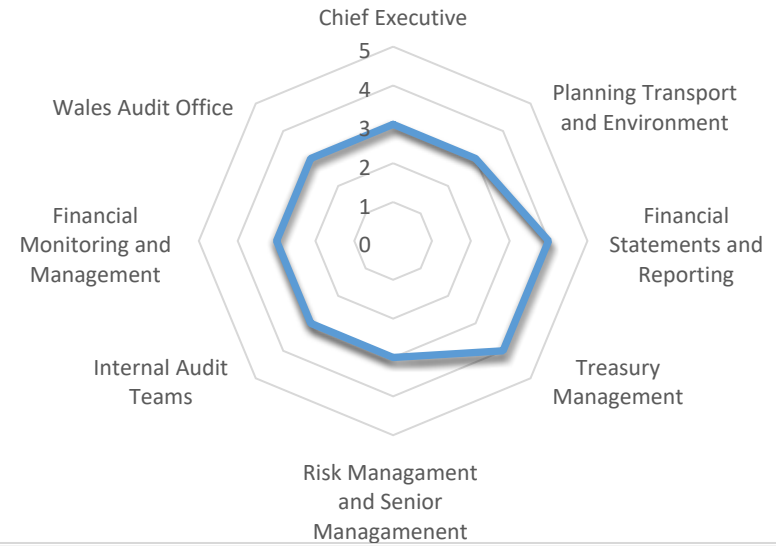 Chief Executive
5
4
3
2
1
0
Planning Transport
and Environment
Financial
Statements and
Reporting
Treasury
Management
Risk Managament
and Senior
Managamenent
Internal Audit
Teams
Financial
Monitoring and
Management
Wales Audit Office